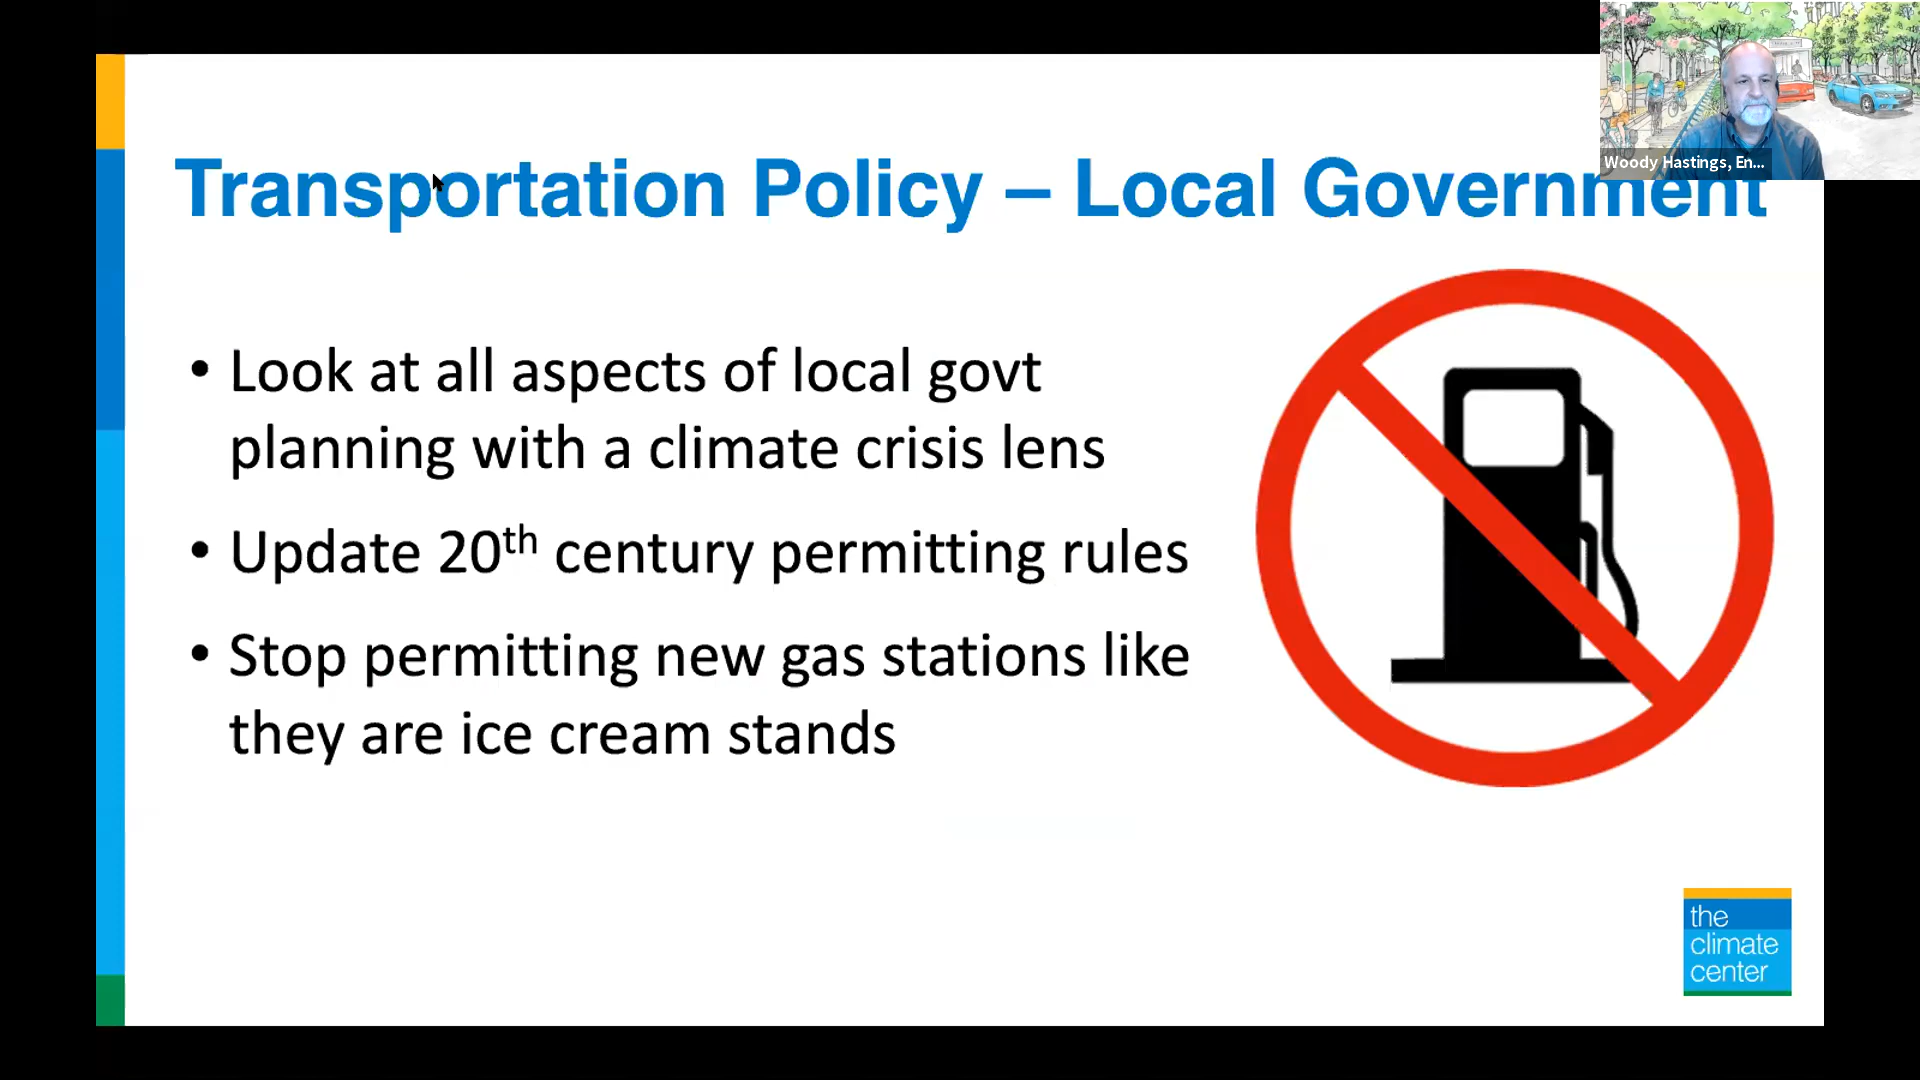 Woody Hastings, En...
Transportation Policy – Local Government
• Look at all aspects of local govt
planning with a climate crisis lens
• Update 20th century permitting rules
• Stop permitting new gas stations like
they are ice cream stands
the
climate
center